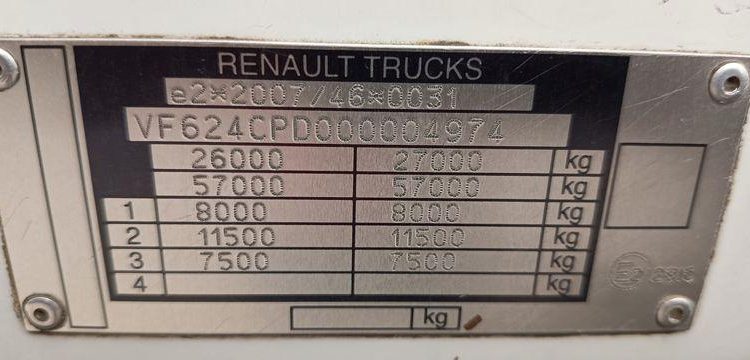 RENAULT TRUCKS
e2*2007/46*0031
VF624CPD000004974
26000 27000 kg
57000 57000 kg
1 8000 8000 kg
2 11500 11500 kg
3 7500 7500 kg
4 kg
kg